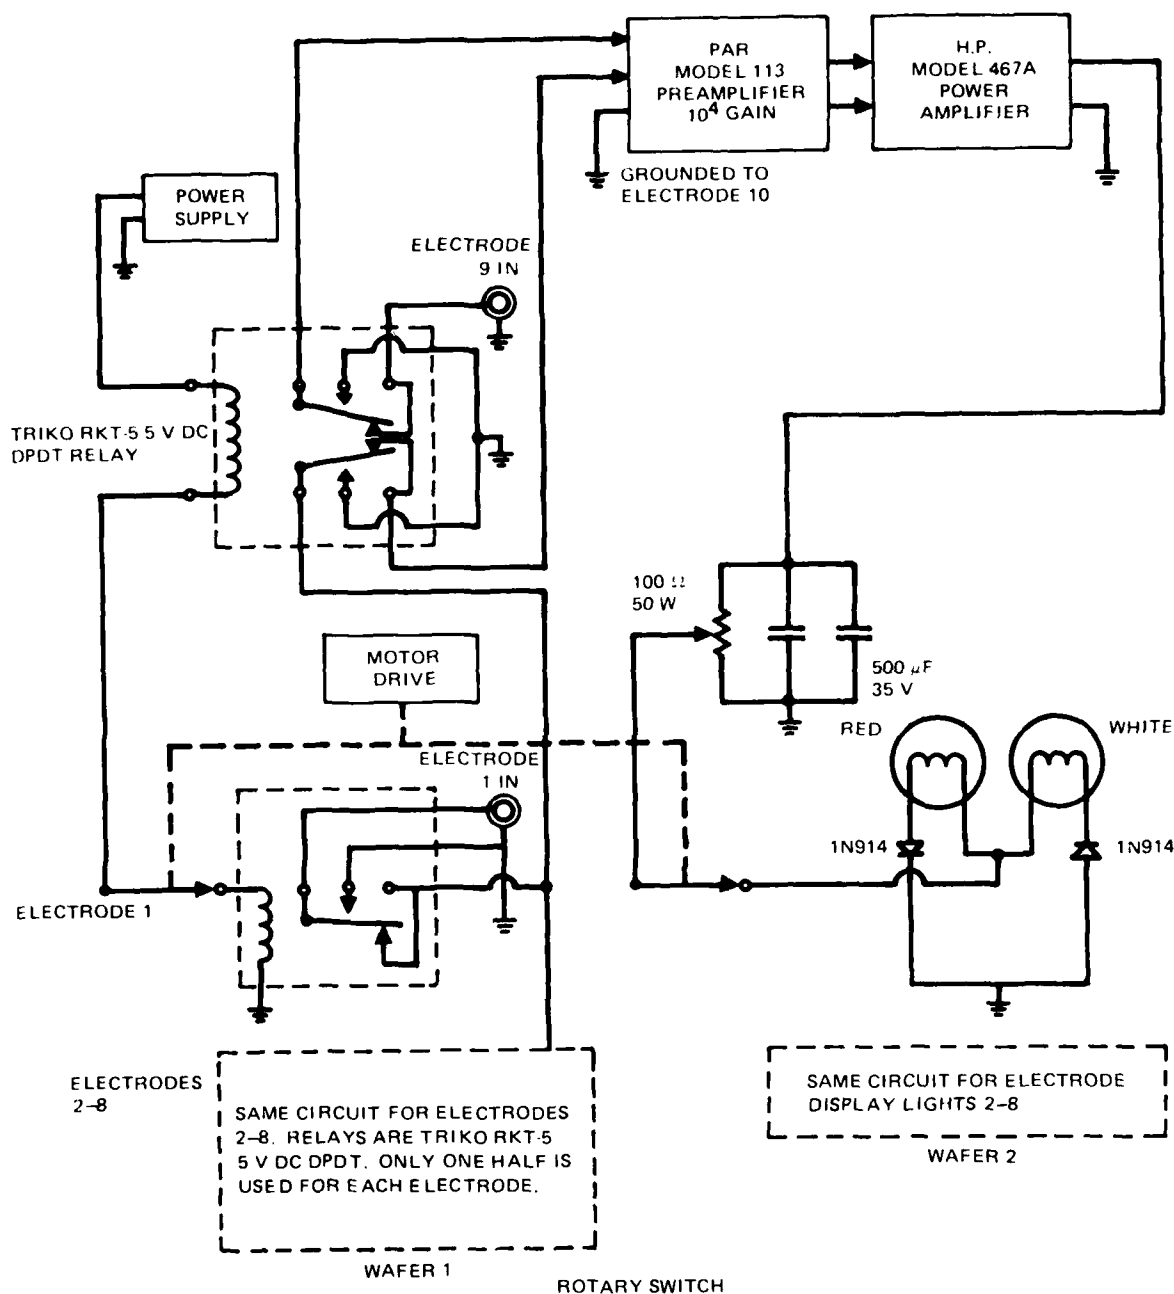 PAR
MODEL 113
PREAMPLIFIER
10⁴ GAIN
H.P.
MODEL 467A
POWER
AMPLIFIER
GROUNDED TO
ELECTRODE 10
POWER
SUPPLY
ELECTRODE
9 IN
TRIKO RKT-5 5 V DC
DPDT RELAY
100 Ω
50 W
500 μF
35 V
MOTOR
DRIVE
RED
WHITE
ELECTRODE
1 IN
1N914
1N914
ELECTRODE 1
ELECTRODES
2–8
SAME CIRCUIT FOR ELECTRODES
2–8. RELAYS ARE TRIKO RKT-5
5 V DC DPDT. ONLY ONE HALF IS
USED FOR EACH ELECTRODE.
SAME CIRCUIT FOR ELECTRODE
DISPLAY LIGHTS 2–8
WAFER 2
WAFER 1
ROTARY SWITCH